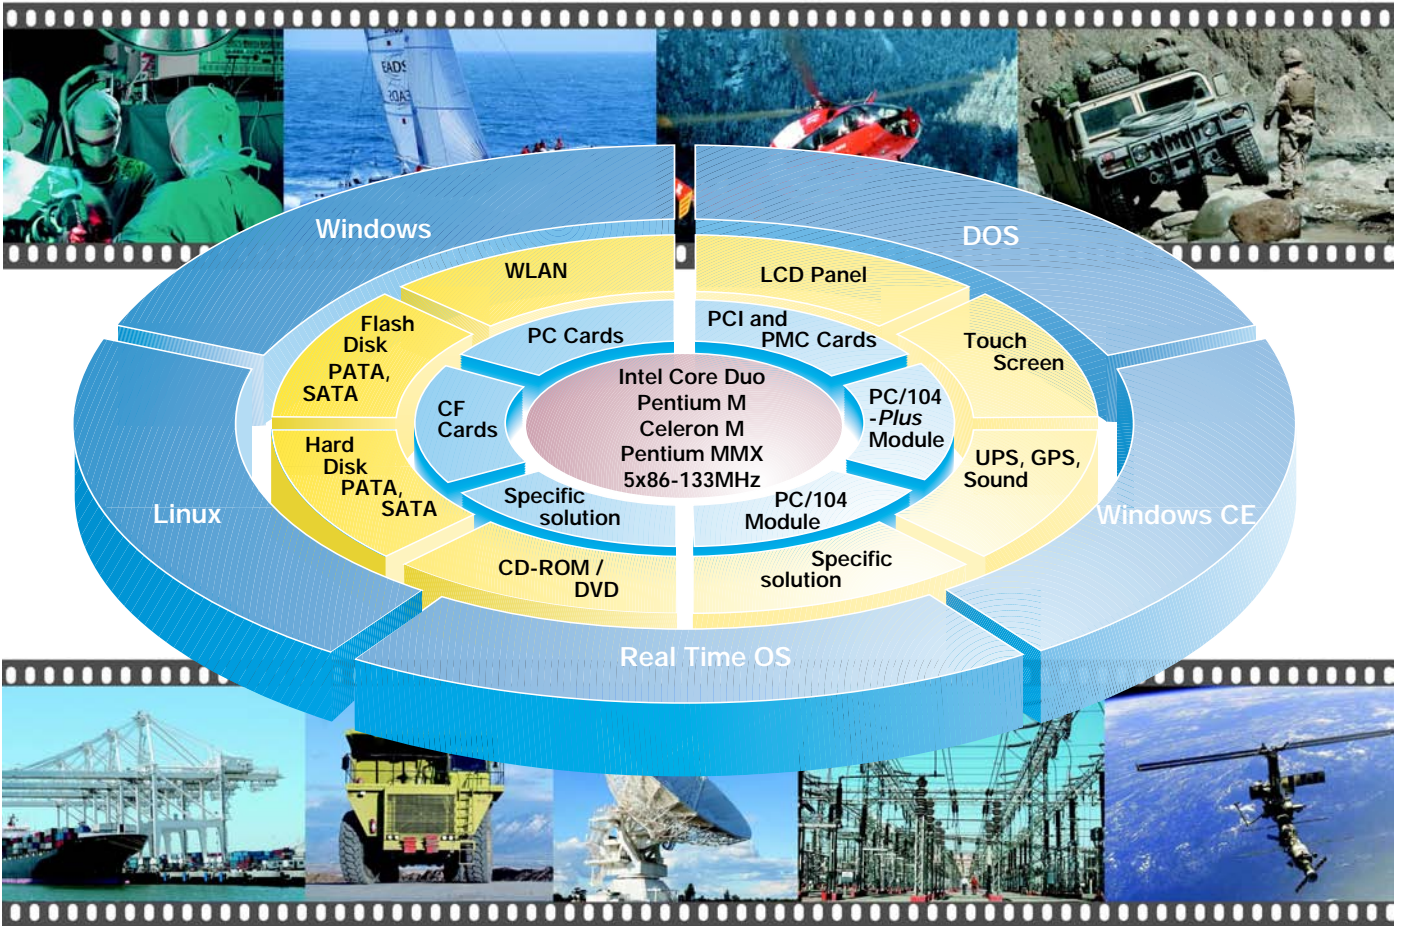 EADS
Windows
DOS
WLAN
LCD Panel
Flash
Disk
PATA,
SATA
PC Cards
PCI and
PMC Cards
Touch
Screen
CF
Cards
Intel Core Duo
Pentium M
Celeron M
Pentium MMX
5x86-133MHz
PC/104
-Plus
Module
Hard
Disk
PATA,
SATA
UPS, GPS,
Sound
Specific
solution
PC/104
Module
Linux
Windows CE
CD-ROM /
DVD
Specific
solution
Real Time OS